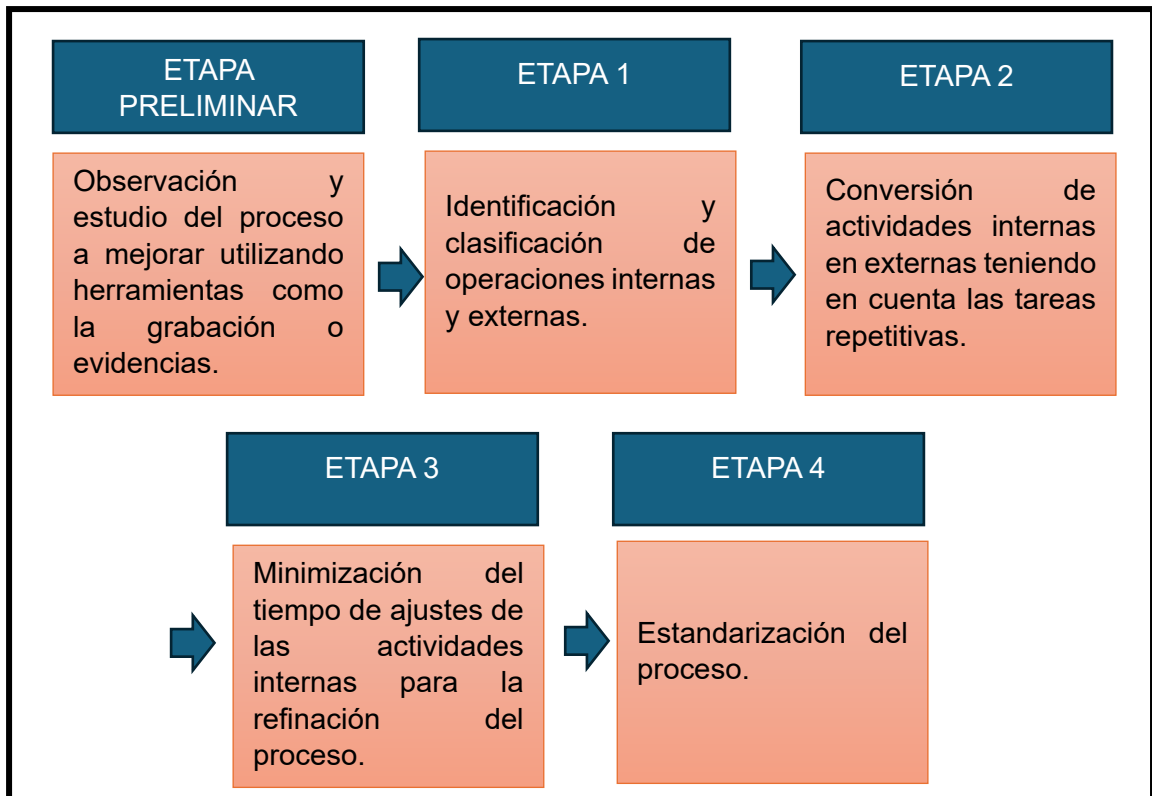 ETAPA
PRELIMINAR
Observación y
estudio del proceso
a mejorar utilizando
herramientas como
la grabación o
evidencias.
ETAPA 1
Identificación y
clasificación de
operaciones internas
y externas.
ETAPA 2
Conversión de
actividades internas
en externas teniendo
en cuenta las tareas
repetitivas.
ETAPA 3
Minimización del
tiempo de ajustes de
las actividades
internas para la
refinación del
proceso.
ETAPA 4
Estandarización del
proceso.